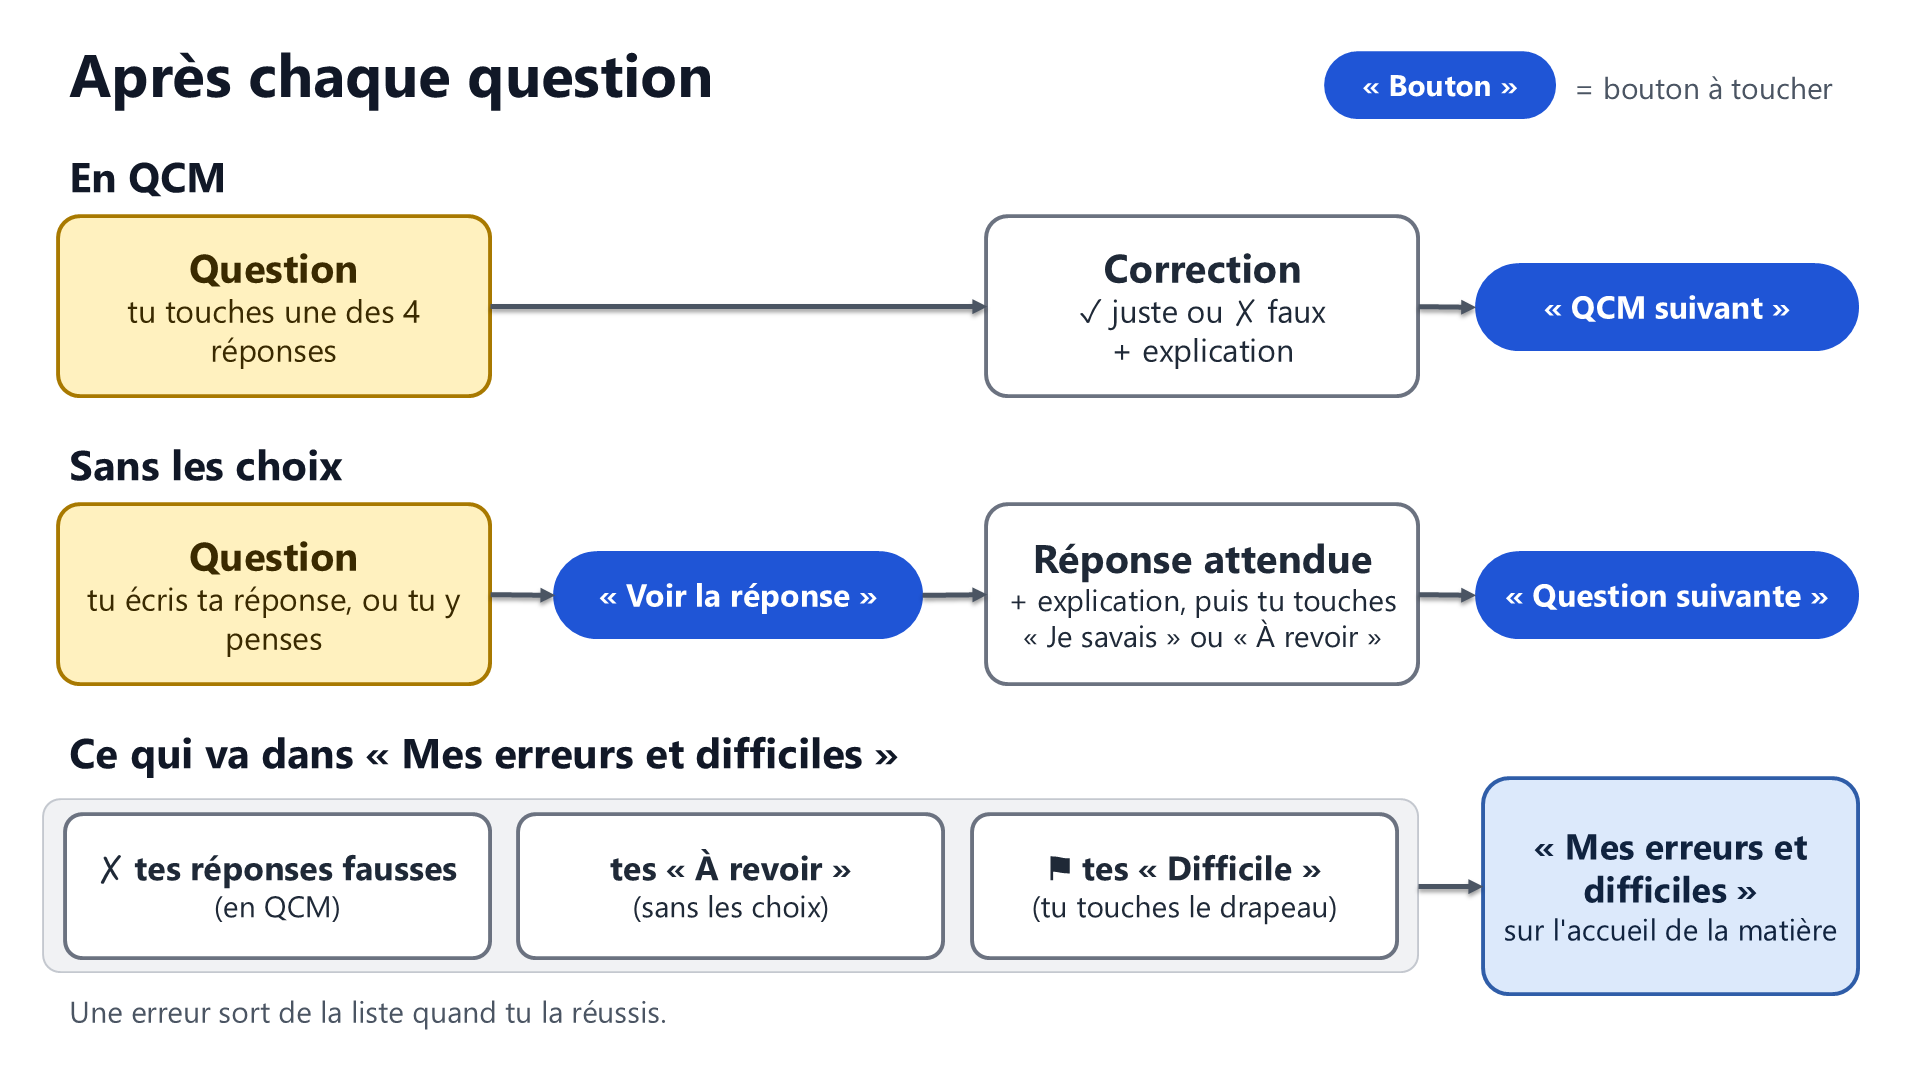 Après chaque question
« Bouton »
= bouton à toucher
En QCM
Question
tu touches une des 4
réponses
Correction
✓ juste ou ✗ faux
+ explication
« QCM suivant »
Sans les choix
Question
tu écris ta réponse, ou tu y
penses
« Voir la réponse »
Réponse attendue
+ explication, puis tu touches
« Je savais » ou « À revoir »
« Question suivante »
Ce qui va dans « Mes erreurs et difficiles »
✗ tes réponses fausses
(en QCM)
tes « À revoir »
(sans les choix)
⚑ tes « Difficile »
(tu touches le drapeau)
« Mes erreurs et
difficiles »
sur l'accueil de la matière
Une erreur sort de la liste quand tu la réussis.